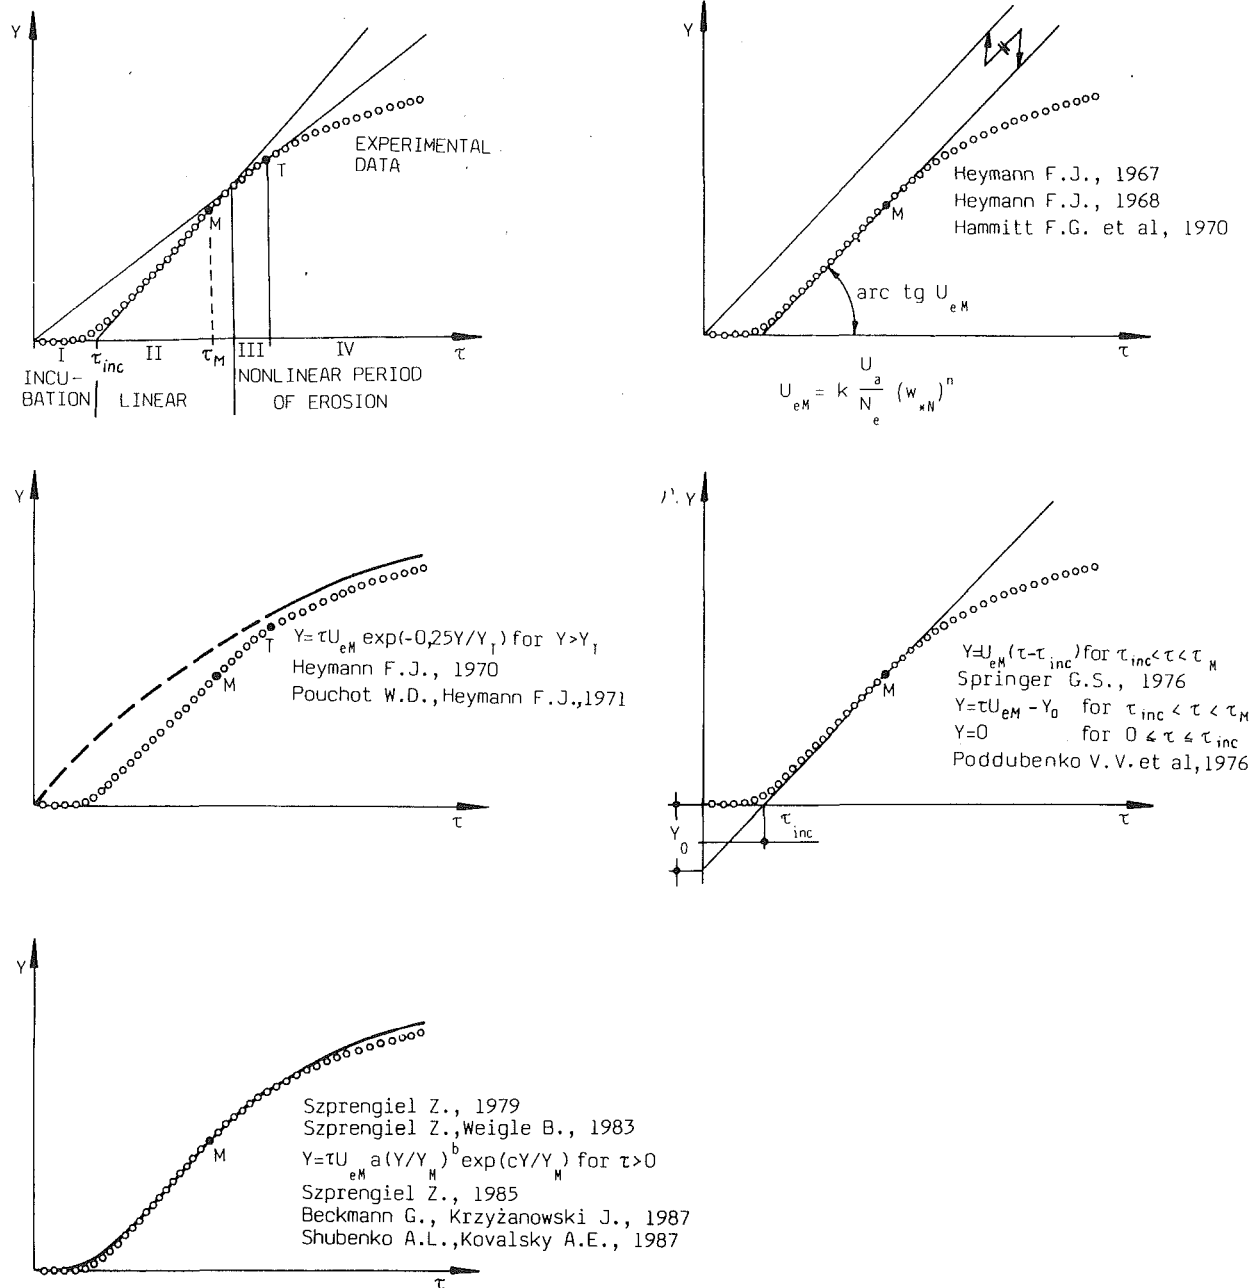 Y
EXPERIMENTAL
DATA
T
M
I τinc II τM III IV τ
INCU- NONLINEAR PERIOD
BATION LINEAR OF EROSION
Y
Heymann F.J., 1967
Heymann F.J., 1968
Hammitt F.G. et al, 1970
M
arc tg UeM
τ
UeM = k Ua/Ne (w*N)^n
Y
T
Y=τUeM exp(-0,25Y/YT) for Y>YT
Heymann F.J., 1970
Pouchot W.D.,Heymann F.J.,1971
M
τ
Y
Y=UeM(τ-τinc) for τinc<τ<τM
Springer G.S., 1976
M
Y=τUeM - Y0 for τinc < τ < τM
Y=0 for 0 ≤ τ ≤ τinc
Poddubenko V.V. et al,1976
τinc τ
Y0
Y
Szprengiel Z., 1979
Szprengiel Z.,Weigle B., 1983
M
Y=τUeM a(Y/YM)^b exp(cY/YM) for τ>0
Szprengiel Z., 1985
Beckmann G., Krzyżanowski J., 1987
Shubenko A.L.,Kovalsky A.E., 1987
τ